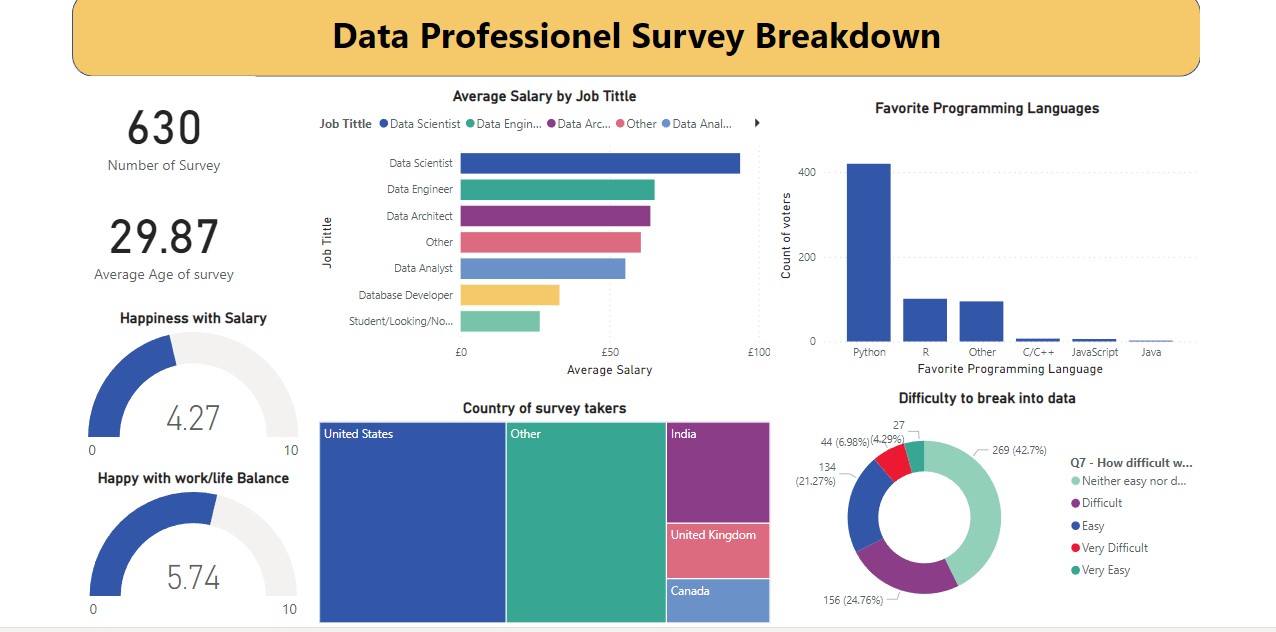 Data Professionel Survey Breakdown
630
Number of Survey
29.87
Average Age of survey
Happiness with Salary
4.27
0
10
Happy with work/life Balance
5.74
0
10
Average Salary by Job Tittle
Job Tittle Data Scientist Data Engin... Data Arc... Other Data Anal...
Job Tittle
Data Scientist
Data Engineer
Data Architect
Other
Data Analyst
Database Developer
Student/Looking/No...
£0 £50 £100
Average Salary
Country of survey takers
United States
Other
India
United Kingdom
Canada
Favorite Programming Languages
Count of voters
400
200
0
Python R Other C/C++ JavaScript Java
Favorite Programming Language
Difficulty to break into data
27
(4.29%)
44 (6.98%)
134
(21.27%)
269 (42.7%)
156 (24.76%)
Q7 - How difficult w...
Neither easy nor d...
Difficult
Easy
Very Difficult
Very Easy